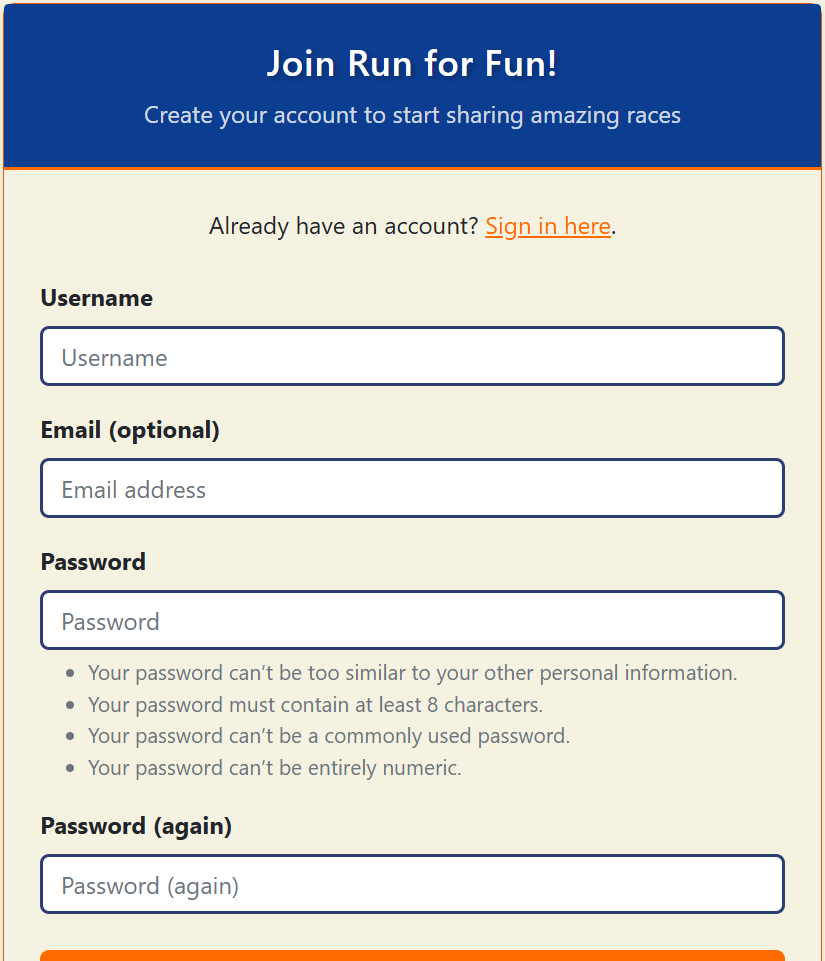 Join Run for Fun!
Create your account to start sharing amazing races
Already have an account? Sign in here.
Username
Username
Email (optional)
Email address
Password
Password
Your password can’t be too similar to your other personal information.
Your password must contain at least 8 characters.
Your password can’t be a commonly used password.
Your password can’t be entirely numeric.
Password (again)
Password (again)